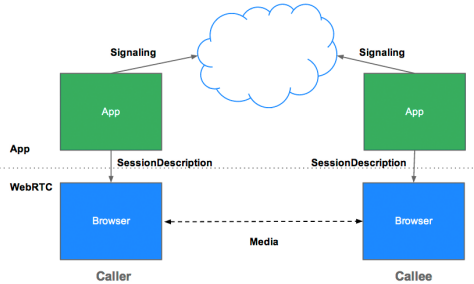 Signaling
Signaling
App
App
App
SessionDescription
SessionDescription
WebRTC
Browser
Browser
Media
Caller
Callee